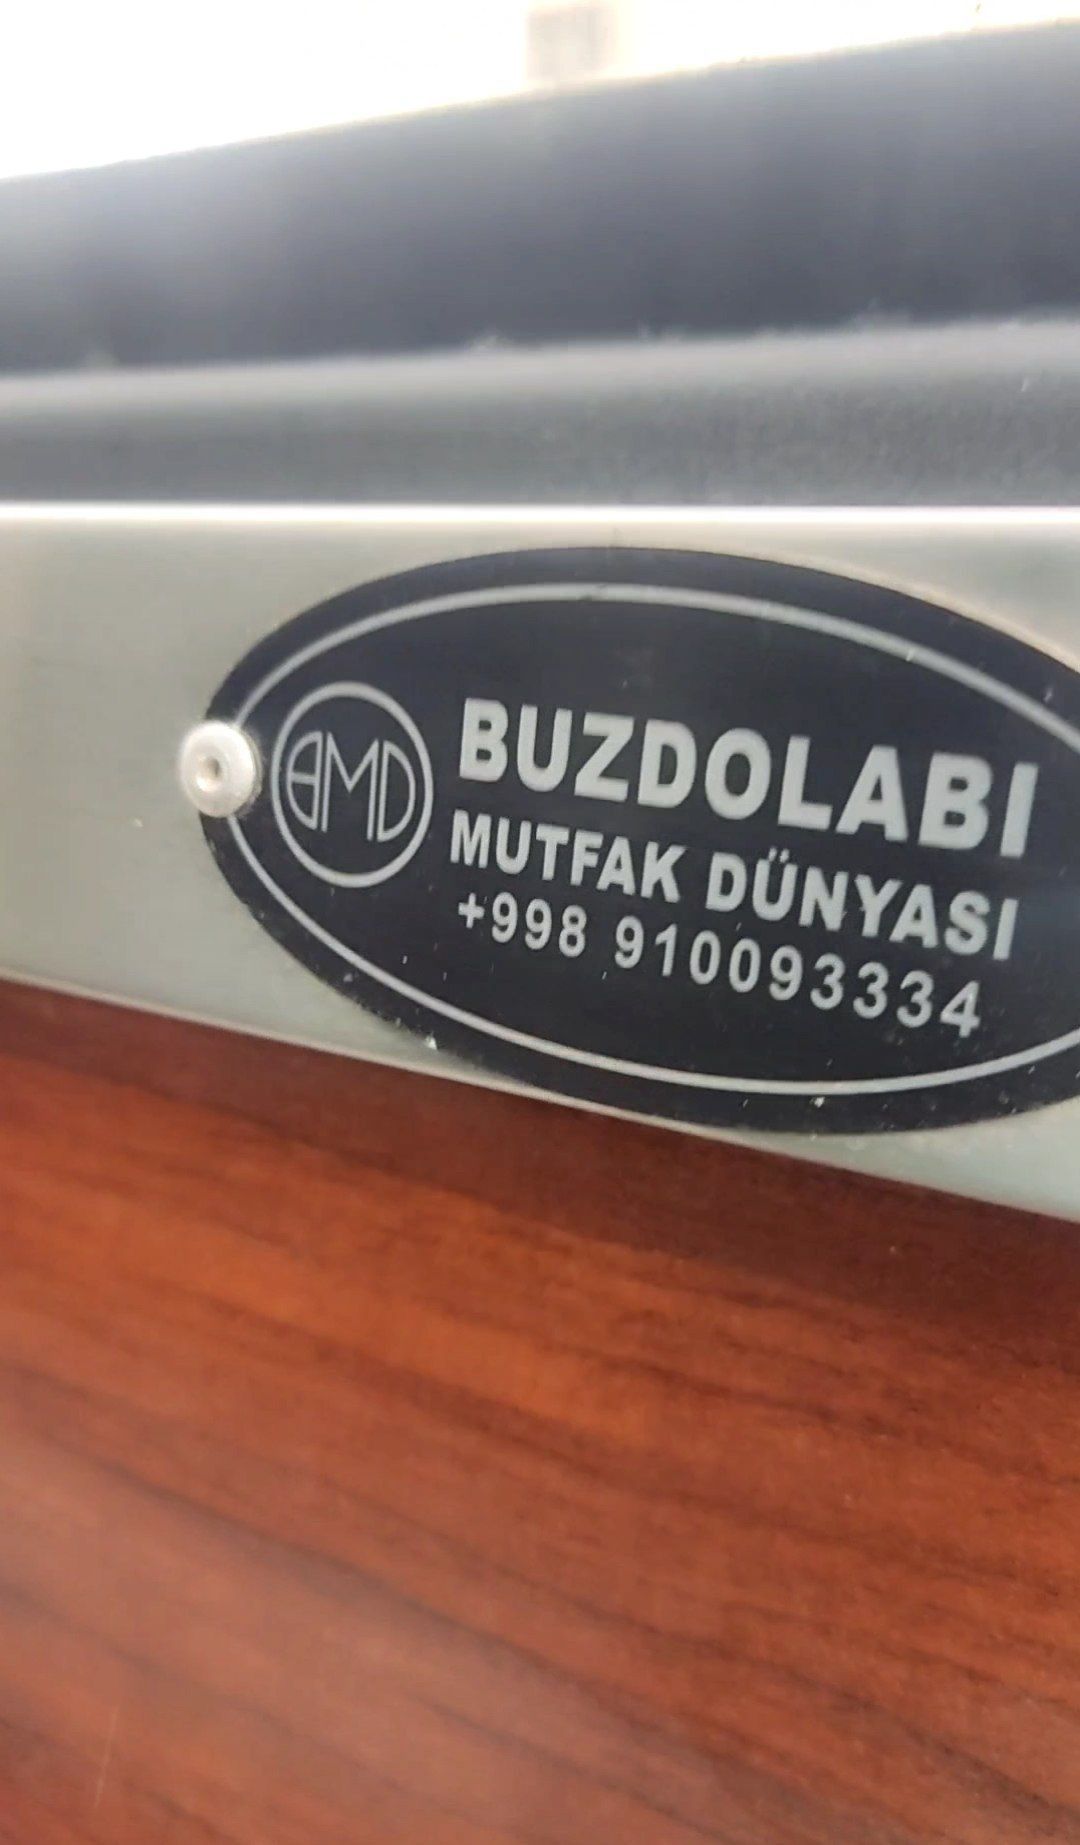 BMD
BUZDOLABI
MUTFAK DÜNYASI
+998 910093334